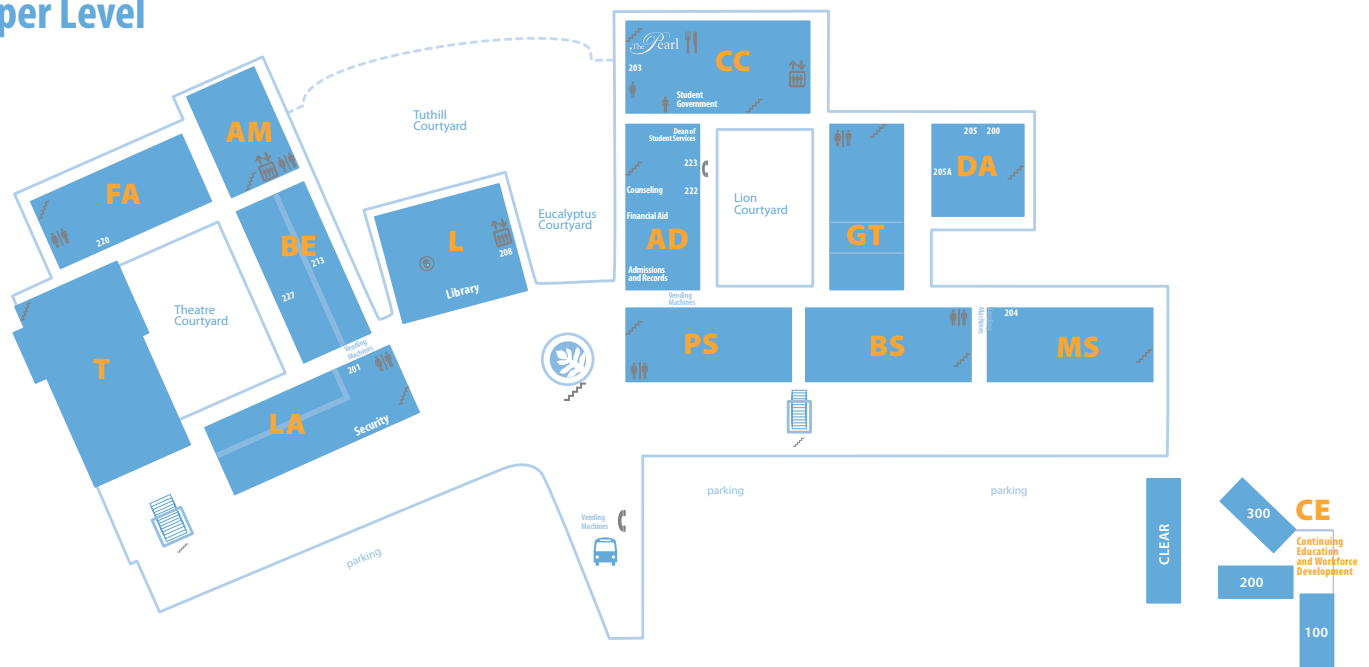 per Level
The Pearl
CC
203
Student
Government
Tuthill
Courtyard
AM
FA
220
BE
213
227
L
208
Library
Eucalyptus
Courtyard
Dean of
Student Services
223
Counseling
222
Financial Aid
AD
Admissions
and Records
Lion
Courtyard
GT
205
200
205A
DA
Theatre
Courtyard
T
Vending
Machines
201
LA
Security
Vending
Machines
PS
BS
Vending
Machines
204
MS
parking
parking
parking
Vending
Machines
CLEAR
300
CE
Continuing
Education
and Workforce
Development
200
100